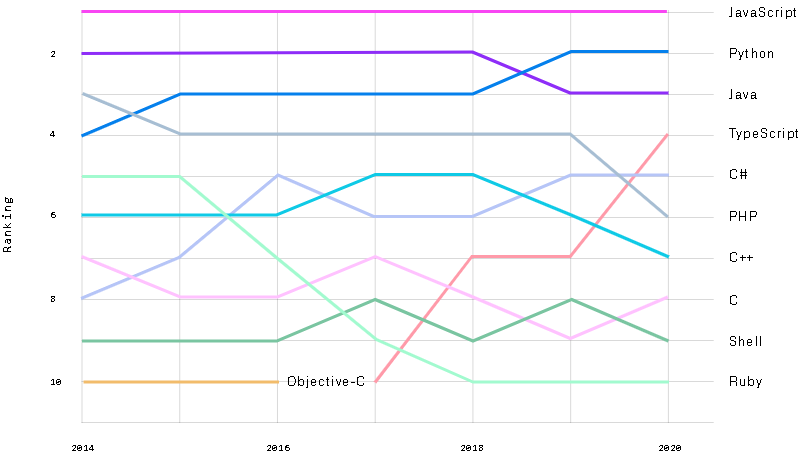 JavaScript
2
Python
Java
4
TypeScript
C#
Ranking
6
PHP
C++
8
C
Shell
10
Objective-C
Ruby
2014
2016
2018
2020